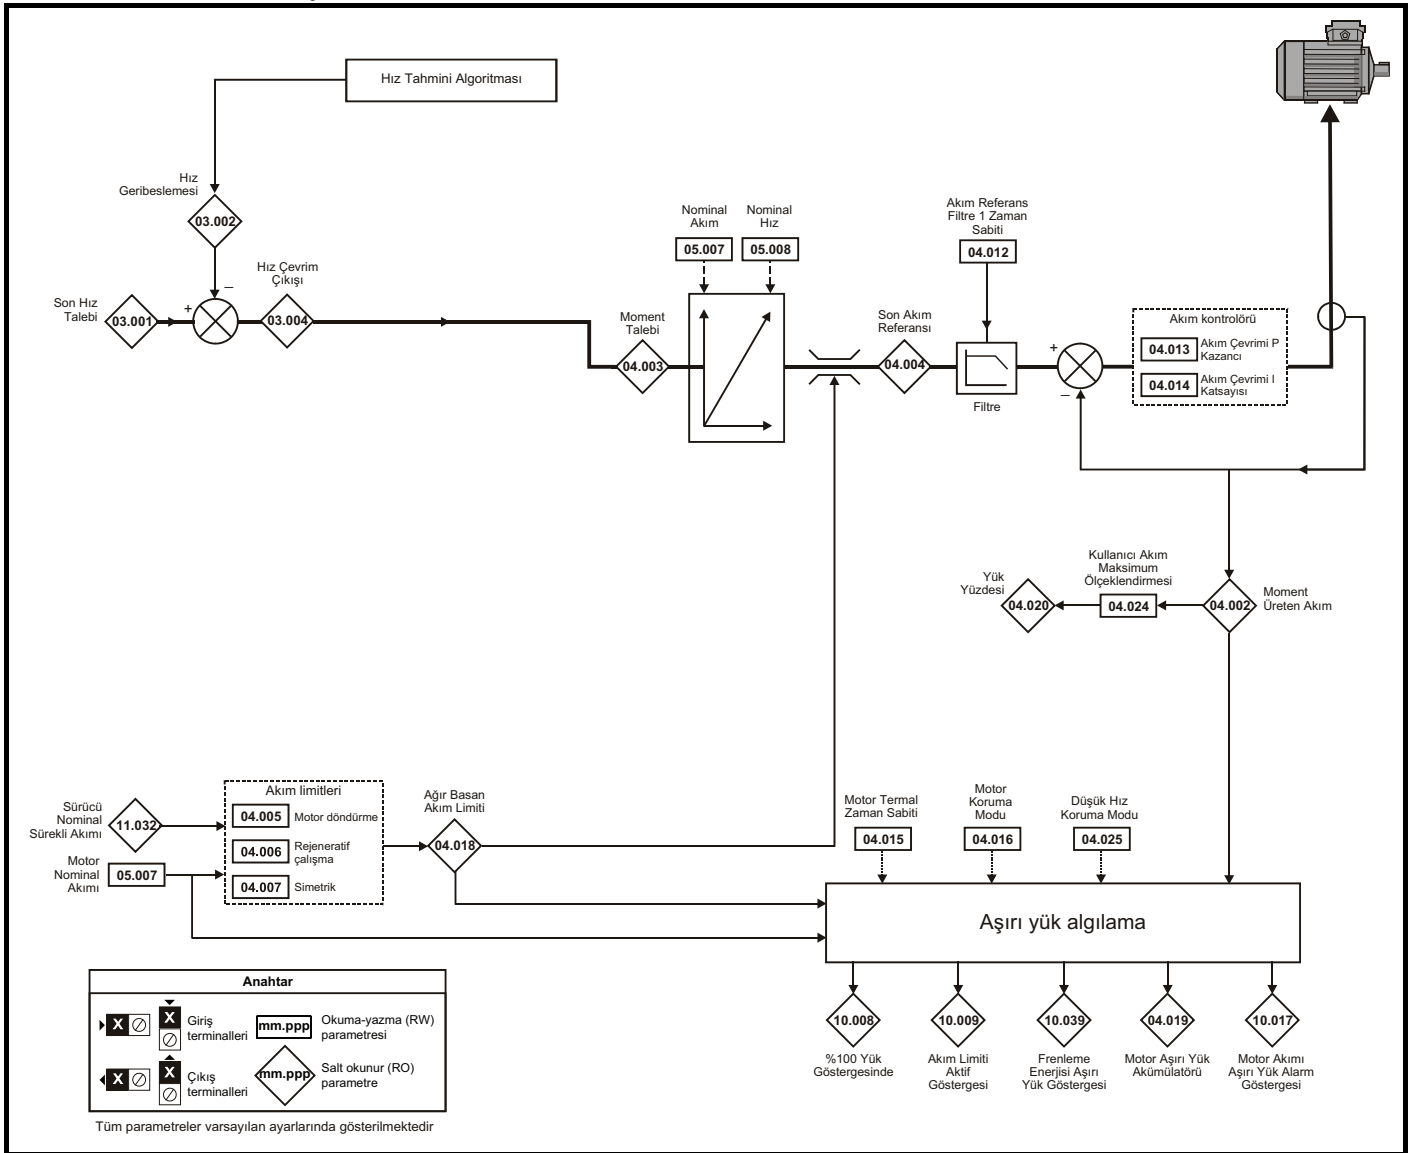 Hız Tahmini Algoritması
Hız
Geribeslemesi
03.002
Hız Çevrim
Çıkışı
Son Hız
Talebi
03.001
+
–
03.004
Moment
Talebi
04.003
Nominal
Akım
05.007
Nominal
Hız
05.008
Son Akım
Referansı
04.004
Akım Referans
Filtre 1 Zaman
Sabiti
04.012
Filtre
+
–
Akım kontrolörü
04.013
Akım Çevrimi P
Kazancı
04.014
Akım Çevrimi I
Katsayısı
Yük
Yüzdesi
04.020
Kullanıcı Akım
Maksimum
Ölçeklendirmesi
04.024
04.002
Moment
Üreten Akım
Sürücü
Nominal
Sürekli Akımı
11.032
Motor
Nominal
Akımı
05.007
Akım limitleri
04.005
Motor döndürme
04.006
Rejeneratif
çalışma
04.007
Simetrik
Ağır Basan
Akım Limiti
04.018
Motor Termal
Zaman Sabiti
04.015
Motor
Koruma
Modu
04.016
Düşük Hız
Koruma Modu
04.025
Aşırı yük algılama
10.008
%100 Yük
Göstergesinde
10.009
Akım Limiti
Aktif
Göstergesi
10.039
Frenleme
Enerjisi Aşırı
Yük Göstergesi
04.019
Motor Aşırı Yük
Akümülatörü
10.017
Motor Akımı
Aşırı Yük Alarm
Göstergesi
Anahtar
X
X
Giriş
terminalleri
mm.ppp
Okuma-yazma (RW)
parametresi
X
X
Çıkış
terminalleri
mm.ppp
Salt okunur (RO)
parametre
Tüm parametreler varsayılan ayarlarında gösterilmektedir